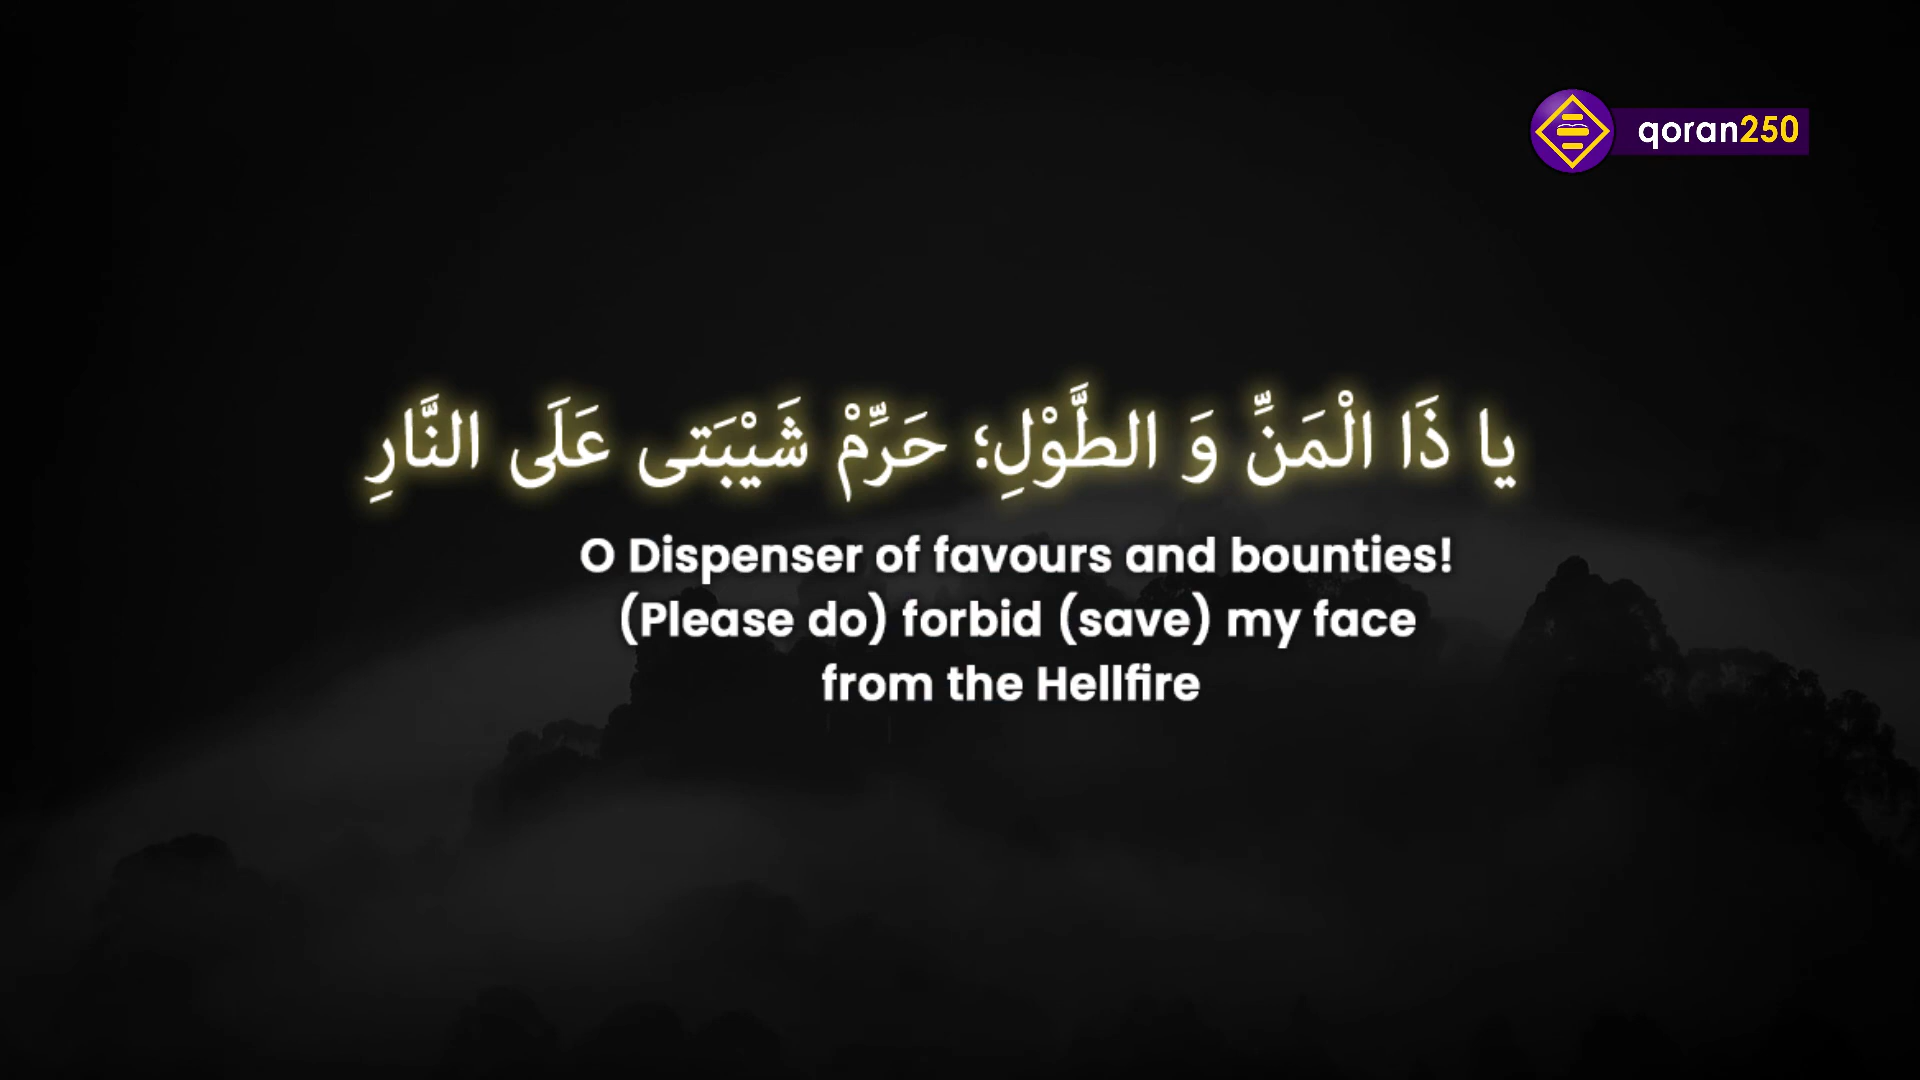 qoran250
يا ذَا الْمَنِّ وَ الطَّوْلِ؛ حَرِّمْ شَيْبَتى عَلَى النَّارِ
O Dispenser of favours and bounties!
(Please do) forbid (save) my face
from the Hellfire